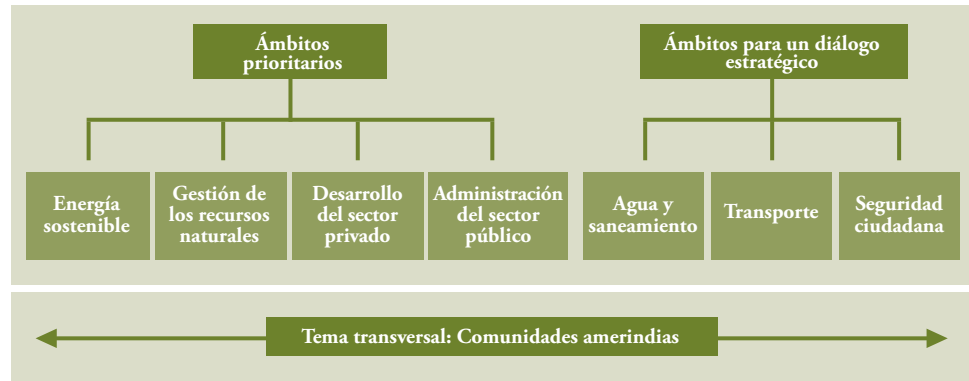 Ámbitos
prioritarios
Ámbitos para un diálogo
estratégico
Energía
sostenible
Gestión de
los recursos
naturales
Desarrollo
del sector
privado
Administración
del sector
público
Agua y
saneamiento
Transporte
Seguridad
ciudadana
Tema transversal: Comunidades amerindias